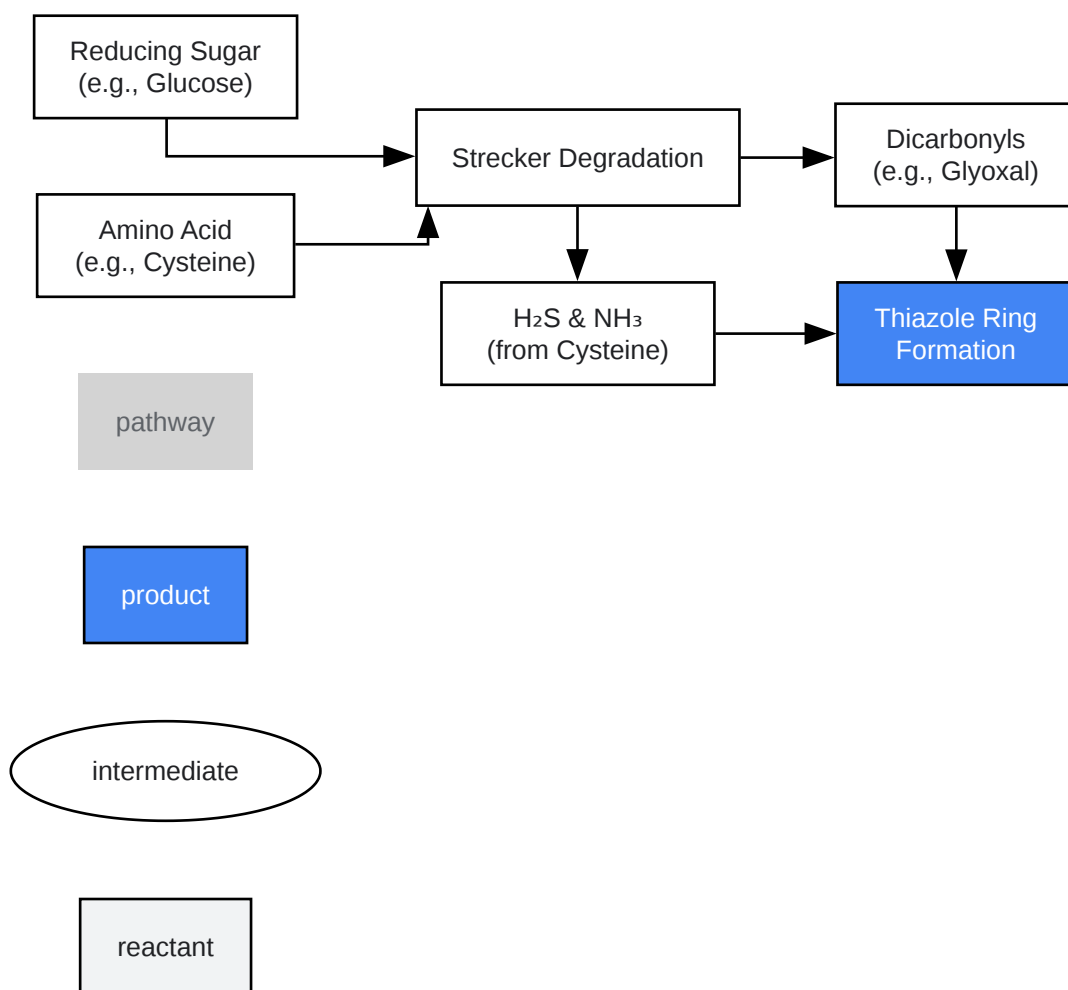 Reducing Sugar
(e.g., Glucose)
Strecker Degradation
Dicarbonyls
(e.g., Glyoxal)
Amino Acid
(e.g., Cysteine)
H₂S & NH₃
(from Cysteine)
Thiazole Ring
Formation
pathway
product
intermediate
reactant